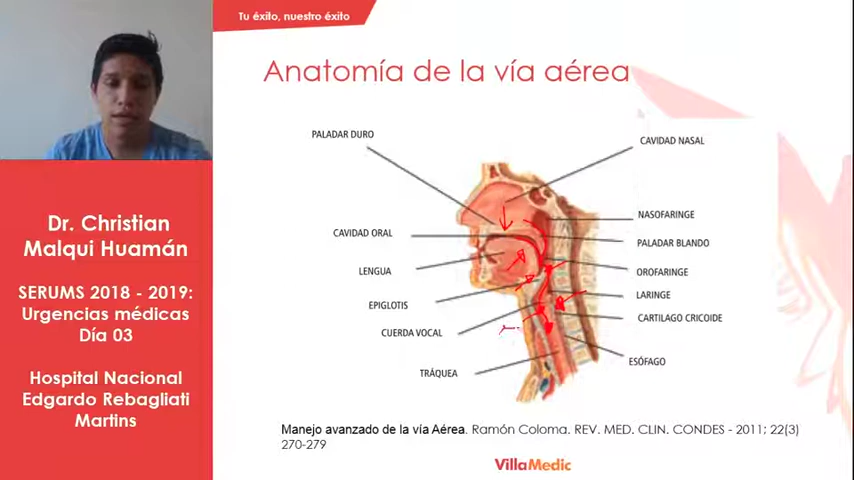 Tu éxito, nuestro éxito
Anatomía de la vía aérea
PALADAR DURO
CAVIDAD NASAL
NASOFARINGE
CAVIDAD ORAL
PALADAR BLANDO
LENGUA
OROFARINGE
LARINGE
EPIGLOTIS
CARTILAGO CRICOIDE
CUERDA VOCAL
ESÓFAGO
TRÁQUEA
Dr. Christian
Malqui Huamán
SERUMS 2018 - 2019:
Urgencias médicas
Día 03
Hospital Nacional
Edgardo Rebagliati
Martins
Manejo avanzado de la vía Aérea. Ramón Coloma. REV. MED. CLIN. CONDES - 2011; 22(3)
270-279
VillaMedic